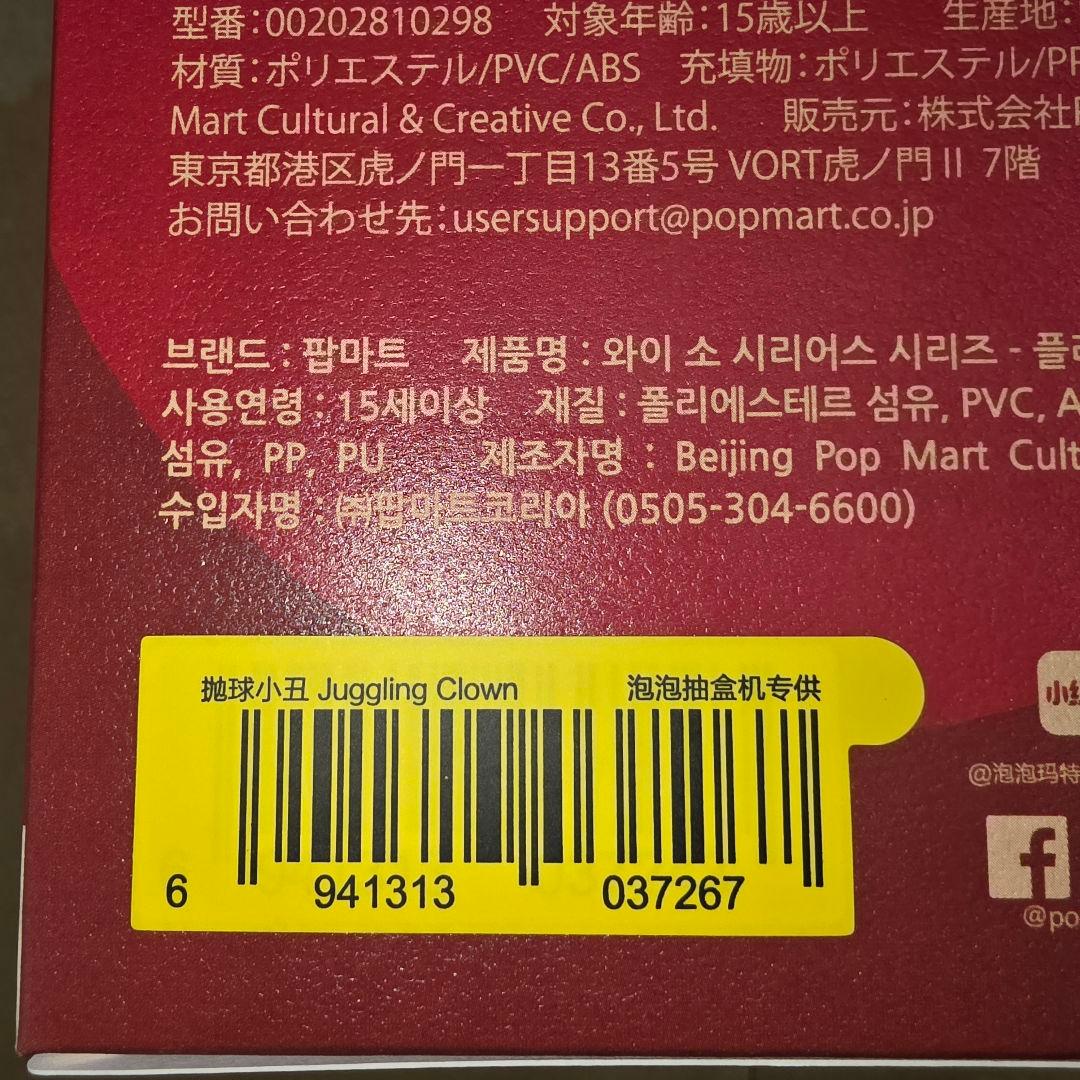 型番:00202810298 対象年齢:15歳以上 生産地:
材質:ポリエステル/PVC/ABS 充填物:ポリエステル/PP
Mart Cultural & Creative Co., Ltd. 販売元:株式会社
東京都港区虎ノ門一丁目13番5号 VORT虎ノ門II 7階
お問い合わせ先:usersupport@popmart.co.jp
브랜드 : 팝마트 제품명 : 와이 소 시리어스 시리즈 - 플
사용연령 : 15세이상 재질 : 폴리에스테르 섬유, PVC, A
섬유, PP, PU 제조자명 : Beijing Pop Mart Cult
수입자명 : ㈜팝마트코리아 (0505-304-6600)
抛球小丑 Juggling Clown 泡泡抽盒机专供
6 941313 037267
小红
@泡泡玛特
f
@po